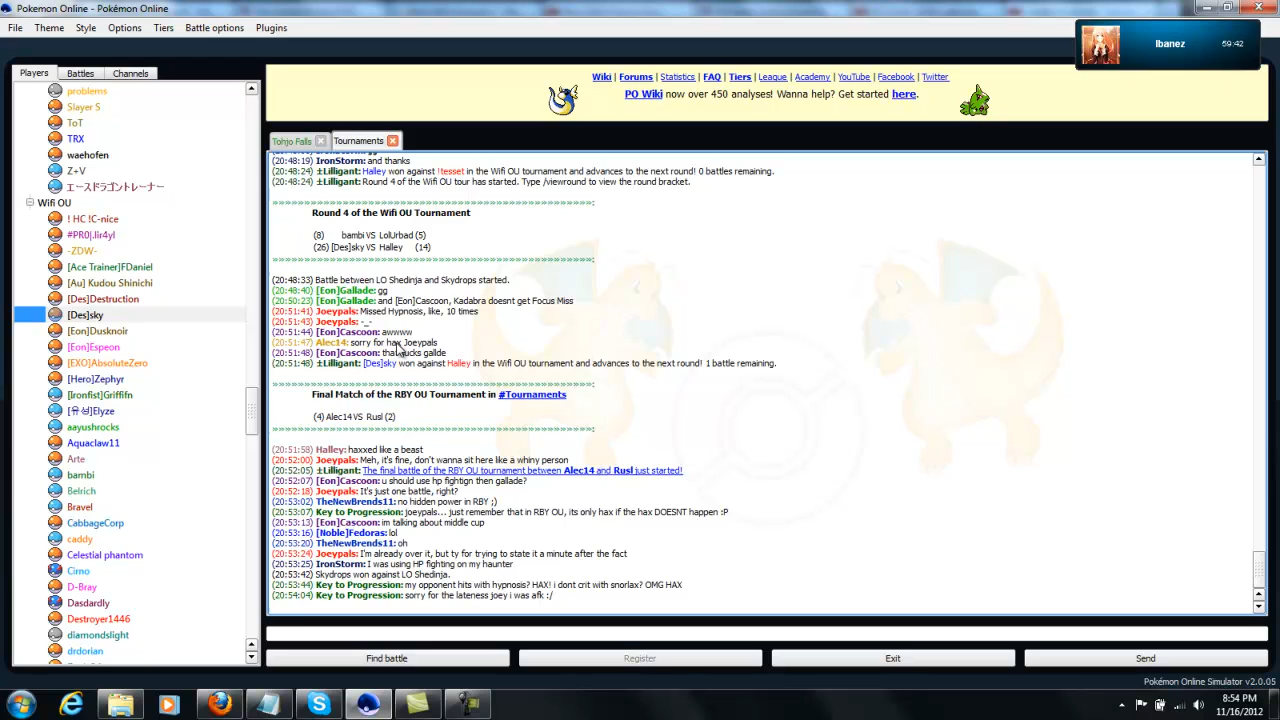 Pokemon Online - Pokémon Online
File Theme Style Options Tiers Battle options Plugins
Ibanez 59:42
Players Battles Channels
problems
Slayer S
ToT
TRX
waehofen
Z+V
エースドラゴントレーナー
Wifi OU
! HC !C-nice
#PR0|.lir4yl
-ZDW-
[Ace Trainer]FDaniel
[Au] Kudou Shinichi
[Des]Destruction
[Des]sky
[Eon]Dusknoir
[Eon]Espeon
[EXO]AbsoluteZero
[Hero]Zephyr
[Ironfist]Griffifn
[유성]Elyze
aayushrocks
Aquaclaw11
Arte
bambi
Belrich
Bravel
CabbageCorp
caddy
Celestial phantom
Cirno
D-Bray
Dasdardly
Destroyer1446
diamondslight
drdorian
Wiki | Forums | Statistics | FAQ | Tiers | League | Academy | YouTube | Facebook | Twitter
PO Wiki now over 450 analyses! Wanna help? Get started here.
Tohjo Falls Tournaments
(20:48:19) IronStorm: and thanks
(20:48:24) ±Lilligant: Halley won against !tesset in the Wifi OU tournament and advances to the next round! 0 battles remaining.
(20:48:24) ±Lilligant: Round 4 of the Wifi OU tour has started. Type /viewround to view the round bracket.
Round 4 of the Wifi OU Tournament
(8) bambi VS LolUrbad (5)
(26) [Des]sky VS Halley (14)
(20:48:33) Battle between LO Shedinja and Skydrops started.
(20:48:40) [Eon]Gallade: gg
(20:50:23) [Eon]Gallade: and [Eon]Cascoon, Kadabra doesnt get Focus Miss
(20:51:41) Joeypals: Missed Hypnosis, like, 10 times
(20:51:43) Joeypals: -_-
(20:51:44) [Eon]Cascoon: awwww
(20:51:47) Alec14: sorry for hax Joeypals
(20:51:48) [Eon]Cascoon: that sucks gallde
(20:51:48) ±Lilligant: [Des]sky won against Halley in the Wifi OU tournament and advances to the next round! 1 battle remaining.
Final Match of the RBY OU Tournament in #Tournaments
(4) Alec14 VS Rusl (2)
(20:51:58) Halley: haxxed like a beast
(20:52:00) Joeypals: Meh, it's fine, don't wanna sit here like a whiny person
(20:52:05) ±Lilligant: The final battle of the RBY OU tournament between Alec14 and Rusl just started!
(20:52:07) [Eon]Cascoon: u should use hp fightign then gallade?
(20:52:18) Joeypals: It's just one battle, right?
(20:53:02) TheNewBrends11: no hidden power in RBY ;)
(20:53:07) Key to Progression: joeypals... just remember that in RBY OU, its only hax if the hax DOESNT happen :P
(20:53:13) [Eon]Cascoon: im talking about middle cup
(20:53:16) [Noble]Fedoras: lol
(20:53:20) TheNewBrends11: oh
(20:53:24) Joeypals: I'm already over it, but ty for trying to state it a minute after the fact
(20:53:25) IronStorm: I was using HP fighting on my haunter
(20:53:42) Skydrops won against LO Shedinja.
(20:53:44) Key to Progression: my opponent hits with hypnosis? HAX! i dont crit with snorlax? OMG HAX
(20:54:04) Key to Progression: sorry for the lateness joey i was afk :/
Find battle Register Exit Send
Pokémon Online Simulator v2.0.05
8:54 PM
11/16/2012